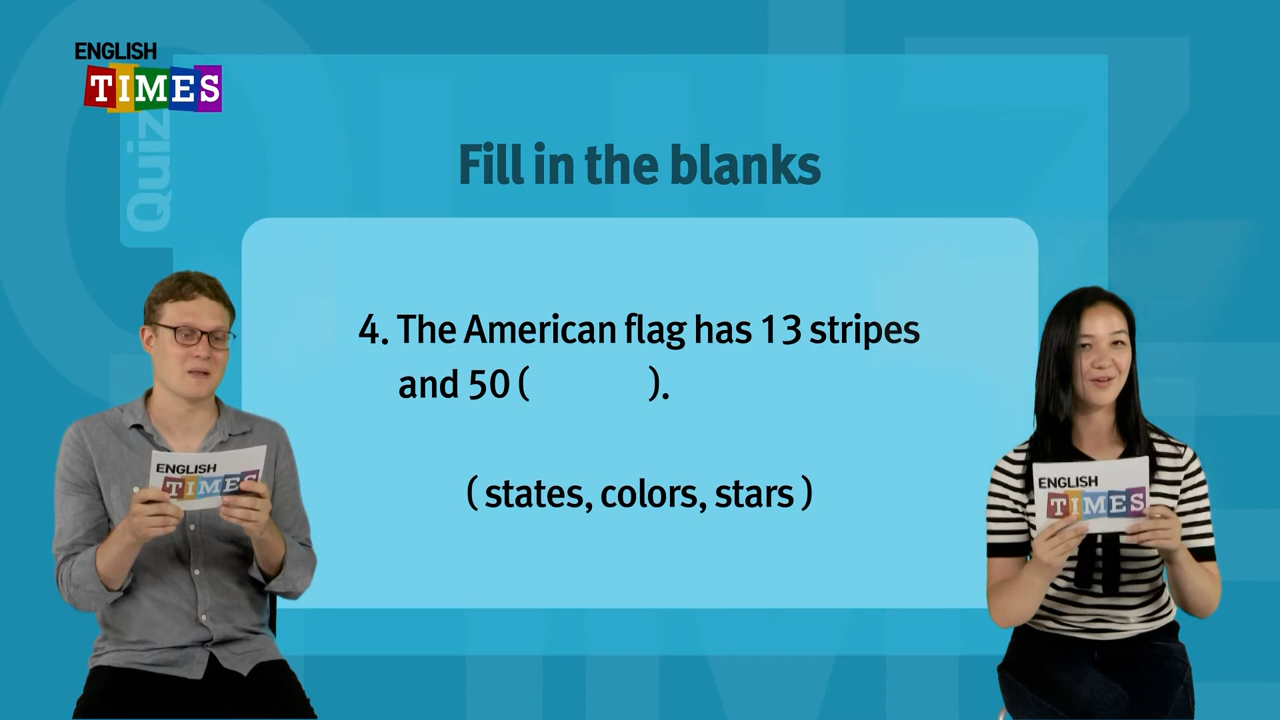 ENGLISH
TIMES
Quiz
Fill in the blanks
4. The American flag has 13 stripes
and 50 (          ).
( states, colors, stars )
ENGLISH
TIMES
ENGLISH
TIMES